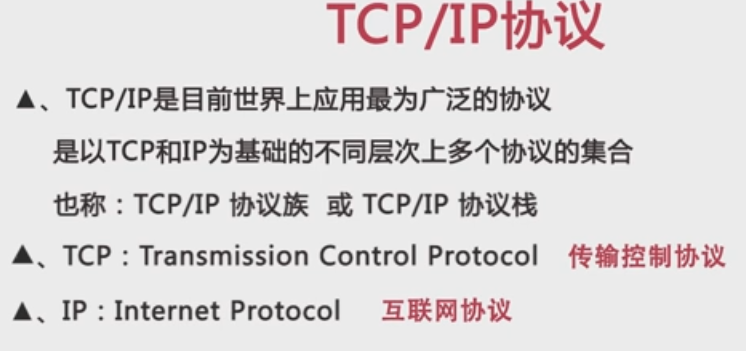 TCP/IP协议
▲、TCP/IP是目前世界上应用最为广泛的协议
是以TCP和IP为基础的不同层次上多个协议的集合
也称：TCP/IP 协议族 或 TCP/IP 协议栈
▲、TCP：Transmission Control Protocol 传输控制协议
▲、IP：Internet Protocol 互联网协议